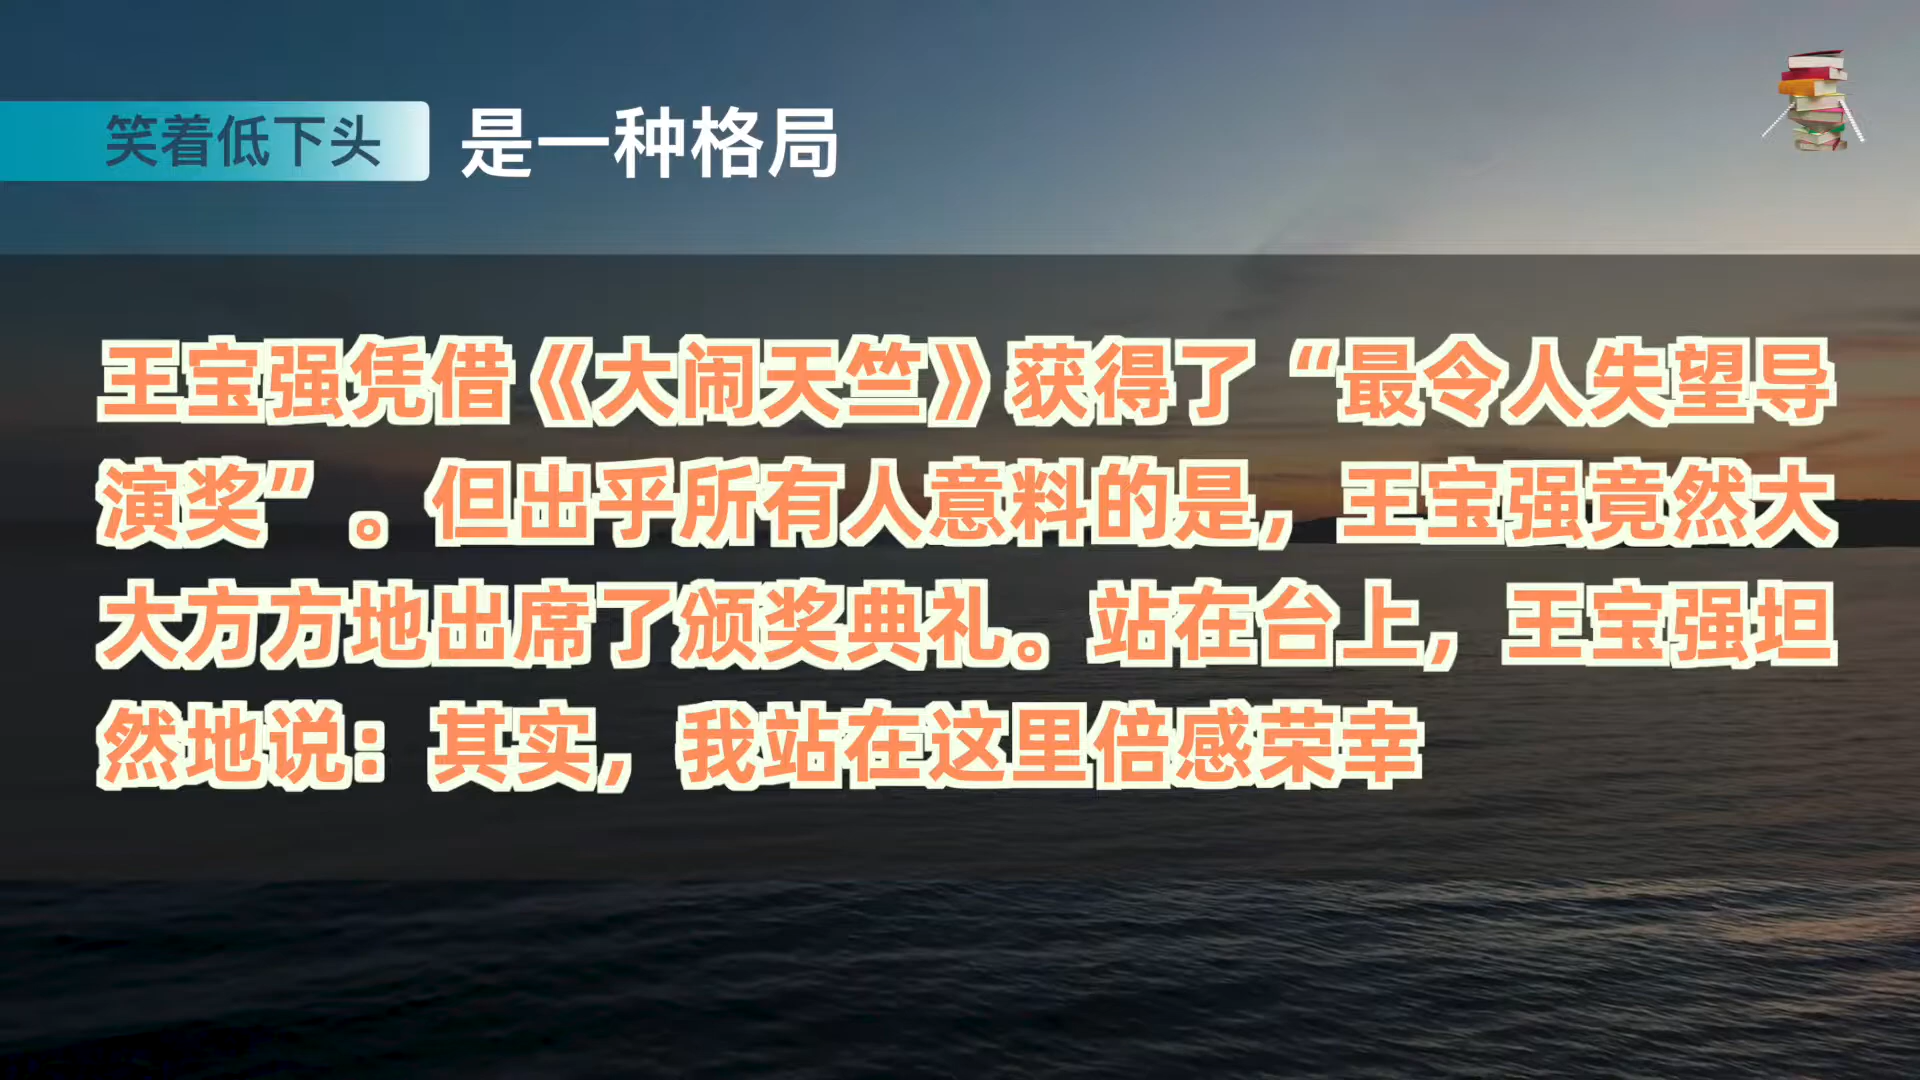 笑着低下头 是一种格局
王宝强凭借《大闹天竺》获得了“最令人失望导
演奖”。但出乎所有人意料的是，王宝强竟然大
大方方地出席了颁奖典礼。站在台上，王宝强坦
然地说：其实，我站在这里倍感荣幸